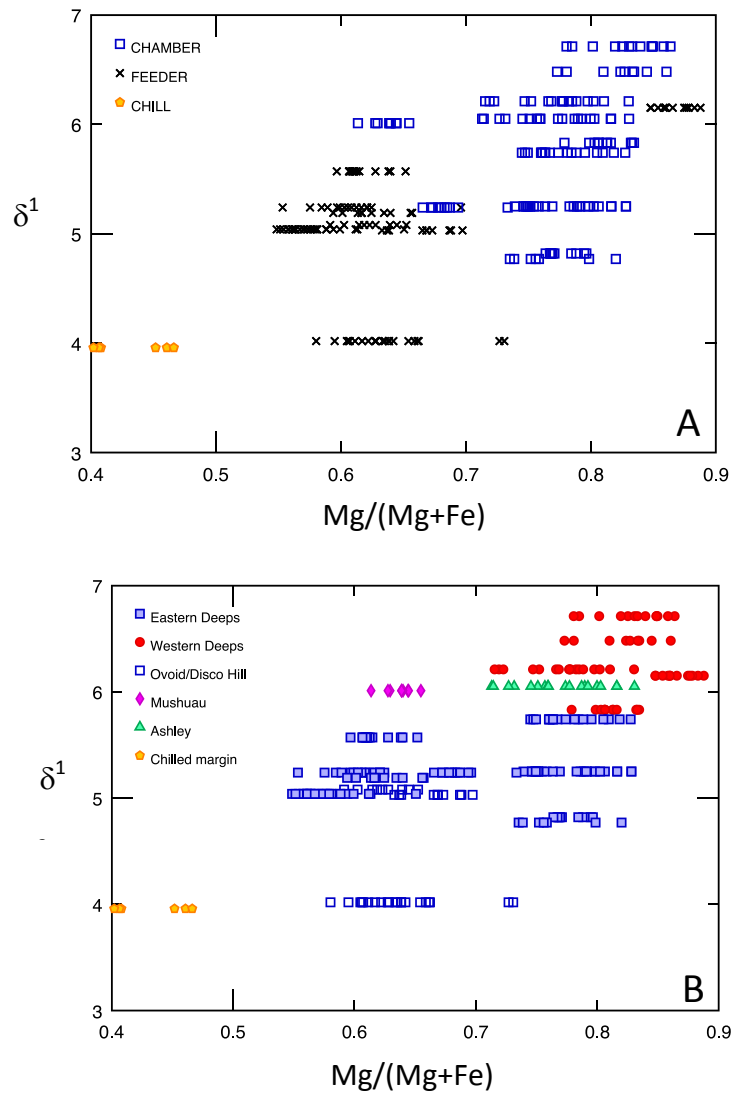 7
CHAMBER
FEEDER
CHILL
6
δ1
5
4
A
3
0.4 0.5 0.6 0.7 0.8 0.9
Mg/(Mg+Fe)
7
Eastern Deeps
Western Deeps
Ovoid/Disco Hill
Mushuau
6
Ashley
Chilled margin
δ1
5
4
B
3
0.4 0.5 0.6 0.7 0.8 0.9
Mg/(Mg+Fe)